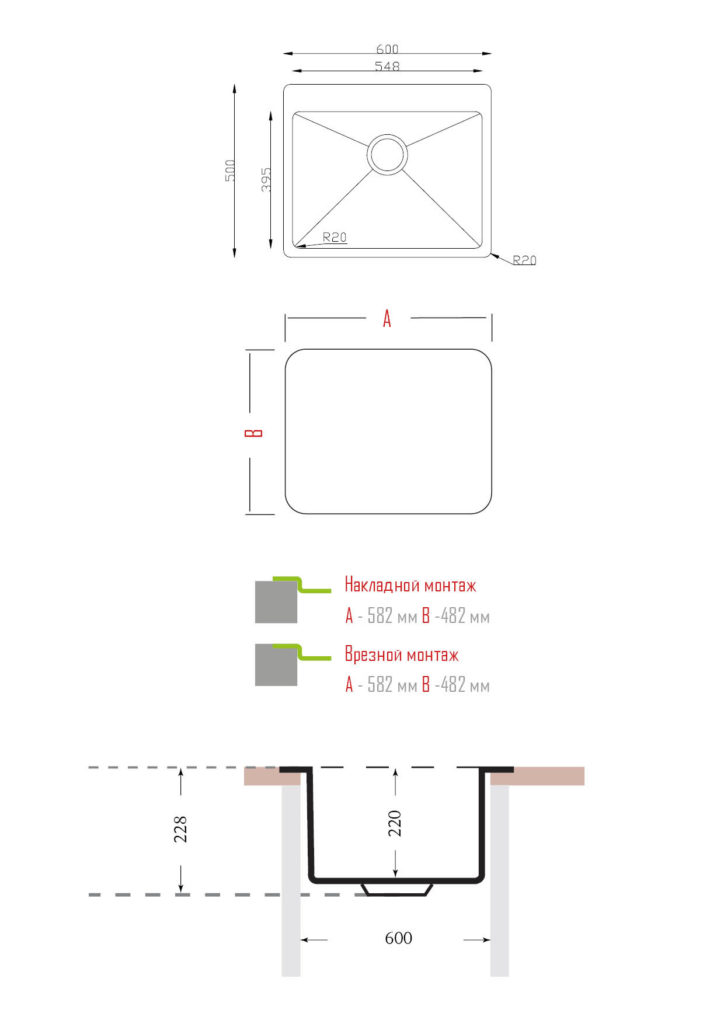 600
548
500
395
R20
R20
A
B
Накладной монтаж
A - 582 мм B -482 мм
Врезной монтаж
A - 582 мм B -482 мм
228
220
600